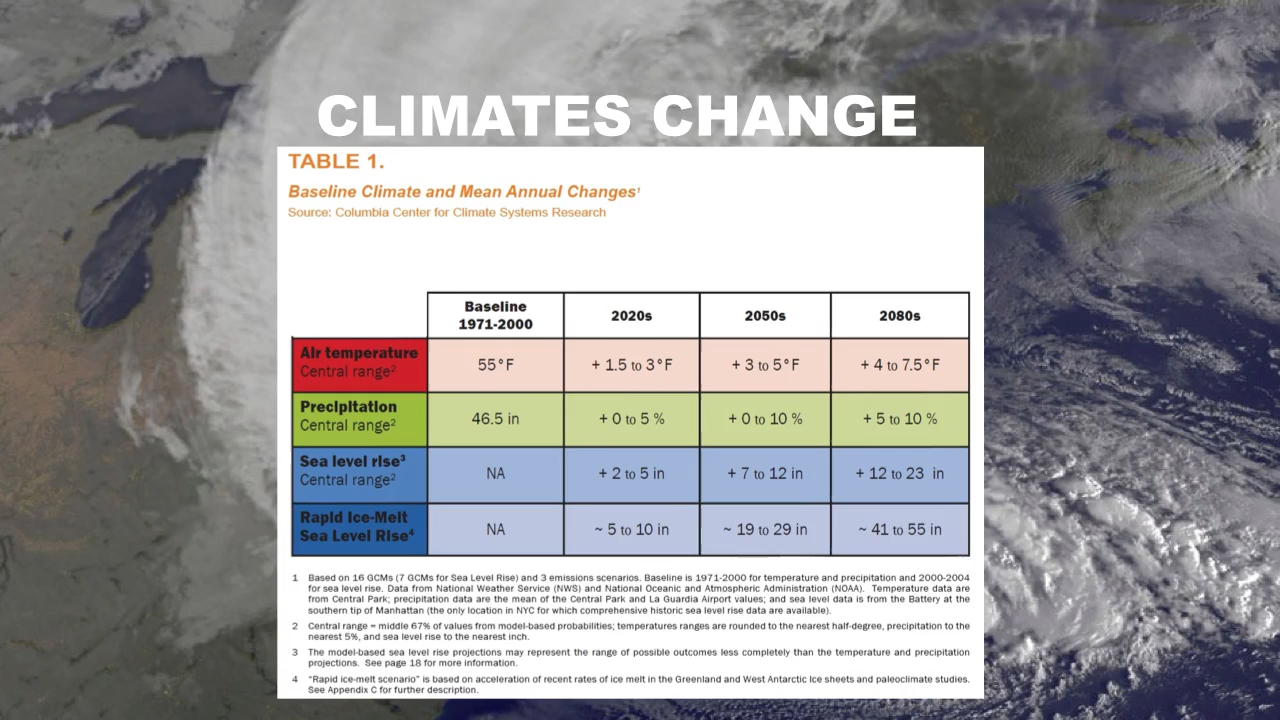 CLIMATES CHANGE
TABLE 1.
Baseline Climate and Mean Annual Changes¹
Source: Columbia Center for Climate Systems Research
Baseline
1971-2000
2020s
2050s
2080s
Air temperature
Central range²
55°F
+ 1.5 to 3°F
+ 3 to 5°F
+ 4 to 7.5°F
Precipitation
Central range²
46.5 in
+ 0 to 5 %
+ 0 to 10 %
+ 5 to 10 %
Sea level rise³
Central range²
NA
+ 2 to 5 in
+ 7 to 12 in
+ 12 to 23 in
Rapid Ice-Melt
Sea Level Rise⁴
NA
~ 5 to 10 in
~ 19 to 29 in
~ 41 to 55 in
1 Based on 16 GCMs (7 GCMs for Sea Level Rise) and 3 emissions scenarios. Baseline is 1971-2000 for temperature and precipitation and 2000-2004
for sea level rise. Data from National Weather Service (NWS) and National Oceanic and Atmospheric Administration (NOAA). Temperature data are
from Central Park; precipitation data are the mean of the Central Park and La Guardia Airport values; and sea level data is from the Battery at the
southern tip of Manhattan (the only location in NYC for which comprehensive historic sea level rise data are available).
2 Central range = middle 67% of values from model-based probabilities; temperatures ranges are rounded to the nearest half-degree, precipitation to the
nearest 5%, and sea level rise to the nearest inch.
3 The model-based sea level rise projections may represent the range of possible outcomes less completely than the temperature and precipitation
projections. See page 18 for more information.
4 “Rapid ice-melt scenario” is based on acceleration of recent rates of ice melt in the Greenland and West Antarctic Ice sheets and paleoclimate studies.
See Appendix C for further description.